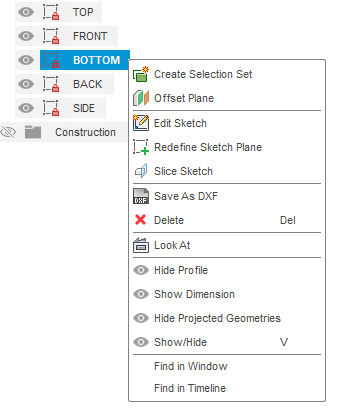 TOP
FRONT
BOTTOM
BACK
SIDE
Construction
Create Selection Set
Offset Plane
Edit Sketch
Redefine Sketch Plane
Slice Sketch
DXF Save As DXF
Delete Del
Look At
Hide Profile
Show Dimension
Hide Projected Geometries
Show/Hide V
Find in Window
Find in Timeline